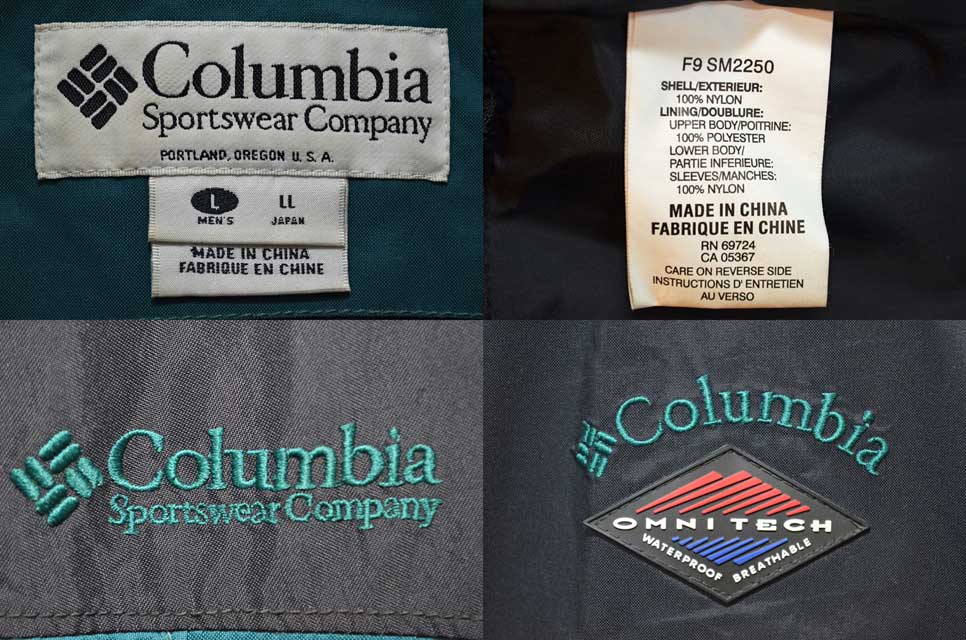 Columbia
Sportswear Company
PORTLAND, OREGON U. S. A.
L LL
MEN'S JAPAN
MADE IN CHINA
FABRIQUE EN CHINE
F9 SM2250
SHELL/EXTERIEUR:
100% NYLON
LINING/DOUBLURE:
UPPER BODY/POITRINE:
100% POLYESTER
LOWER BODY/
PARTIE INFERIEURE:
SLEEVES/MANCHES:
100% NYLON
MADE IN CHINA
FABRIQUE EN CHINE
RN 69724
CA 05367
CARE ON REVERSE SIDE
INSTRUCTIONS D' ENTRETIEN
AU VERSO
Columbia
Sportswear Company
Columbia
OMNI TECH
WATERPROOF BREATHABLE